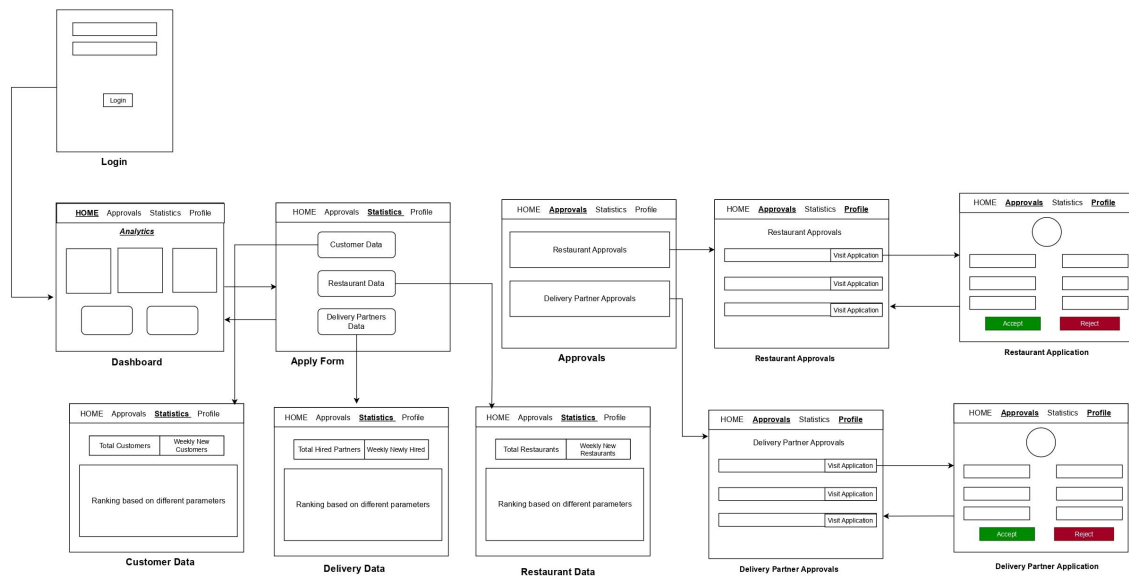 Login
Login
HOME Approvals Statistics Profile
Analytics
Dashboard
HOME Approvals Statistics Profile
Customer Data
Restaurant Data
Delivery Partners
Data
Apply Form
HOME Approvals Statistics Profile
Restaurant Approvals
Delivery Partner Approvals
Approvals
HOME Approvals Statistics Profile
Restaurant Approvals
Visit Application
Visit Application
Visit Application
Restaurant Approvals
HOME Approvals Statistics Profile
Accept Reject
Restaurant Application
HOME Approvals Statistics Profile
Total Customers
Weekly New
Customers
Ranking based on different parameters
Customer Data
HOME Approvals Statistics Profile
Total Hired Partners Weekly Newly Hired
Ranking based on different parameters
Delivery Data
HOME Approvals Statistics Profile
Total Restaurants
Weekly New
Restaurants
Ranking based on different parameters
Restaurant Data
HOME Approvals Statistics Profile
Delivery Partner Approvals
Visit Application
Visit Application
Visit Application
Delivery Partner Approvals
HOME Approvals Statistics Profile
Accept Reject
Delivery Partner Application